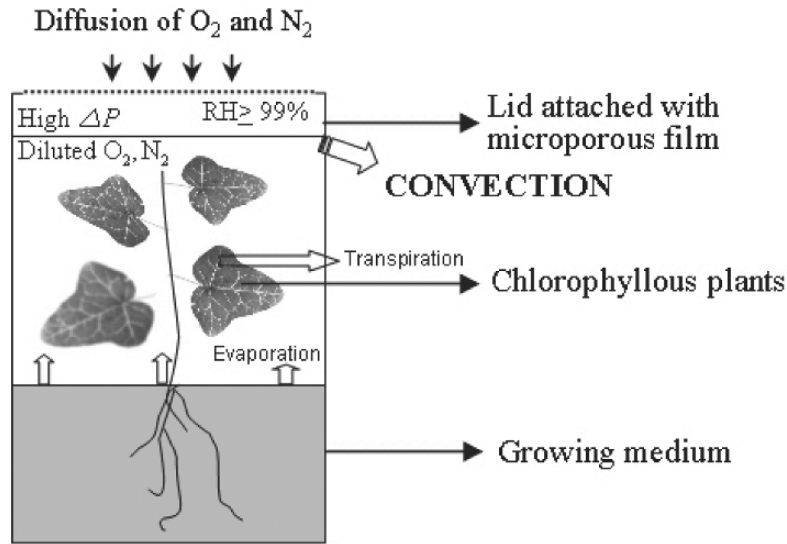 Diffusion of O₂ and N₂
High ΔP
RH≥ 99%
Lid attached with
microporous film
Diluted O₂, N₂
CONVECTION
Transpiration
Chlorophyllous plants
Evaporation
Growing medium